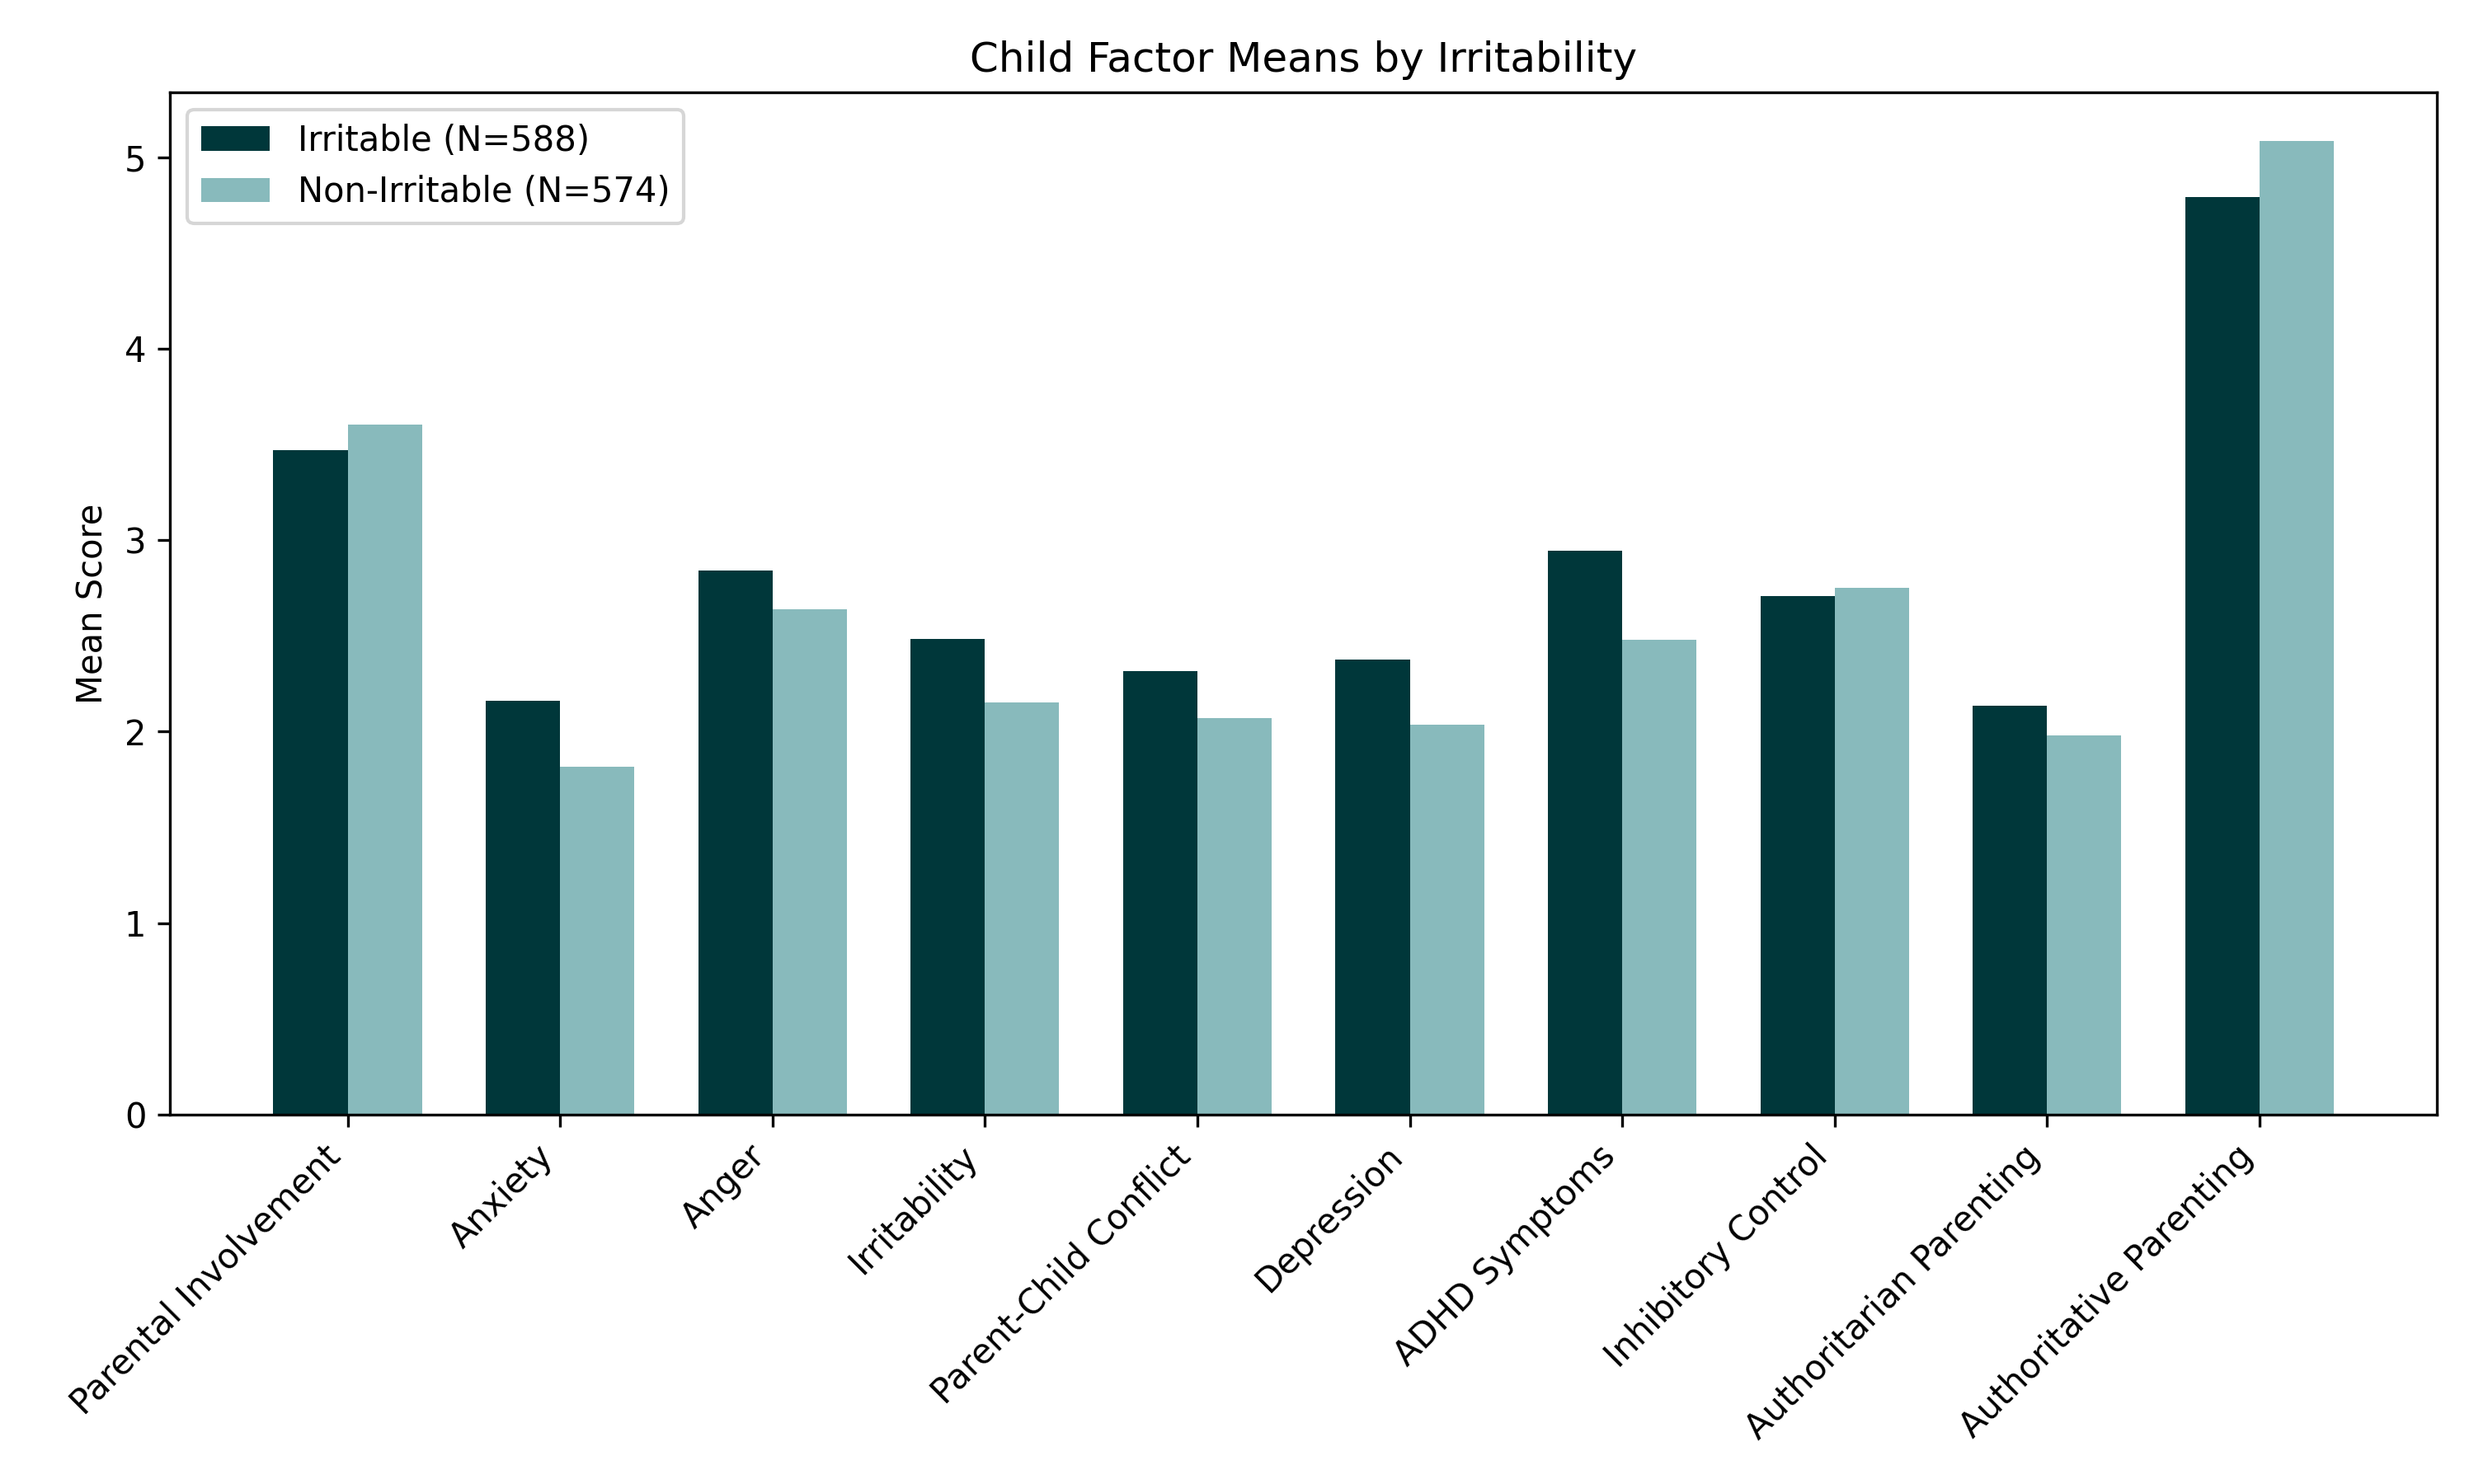 Child Factor Means by Irritability
Irritable (N=588)
Non-Irritable (N=574)
Mean Score
5
4
3
2
1
0
Parental Involvement
Anxiety
Anger
Irritability
Parent-Child Conflict
Depression
ADHD Symptoms
Inhibitory Control
Authoritarian Parenting
Authoritative Parenting